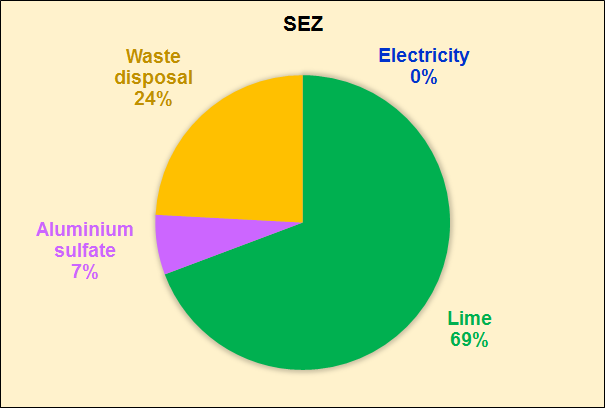 SEZ
Waste
disposal
24%
Electricity
0%
Aluminium
sulfate
7%
Lime
69%